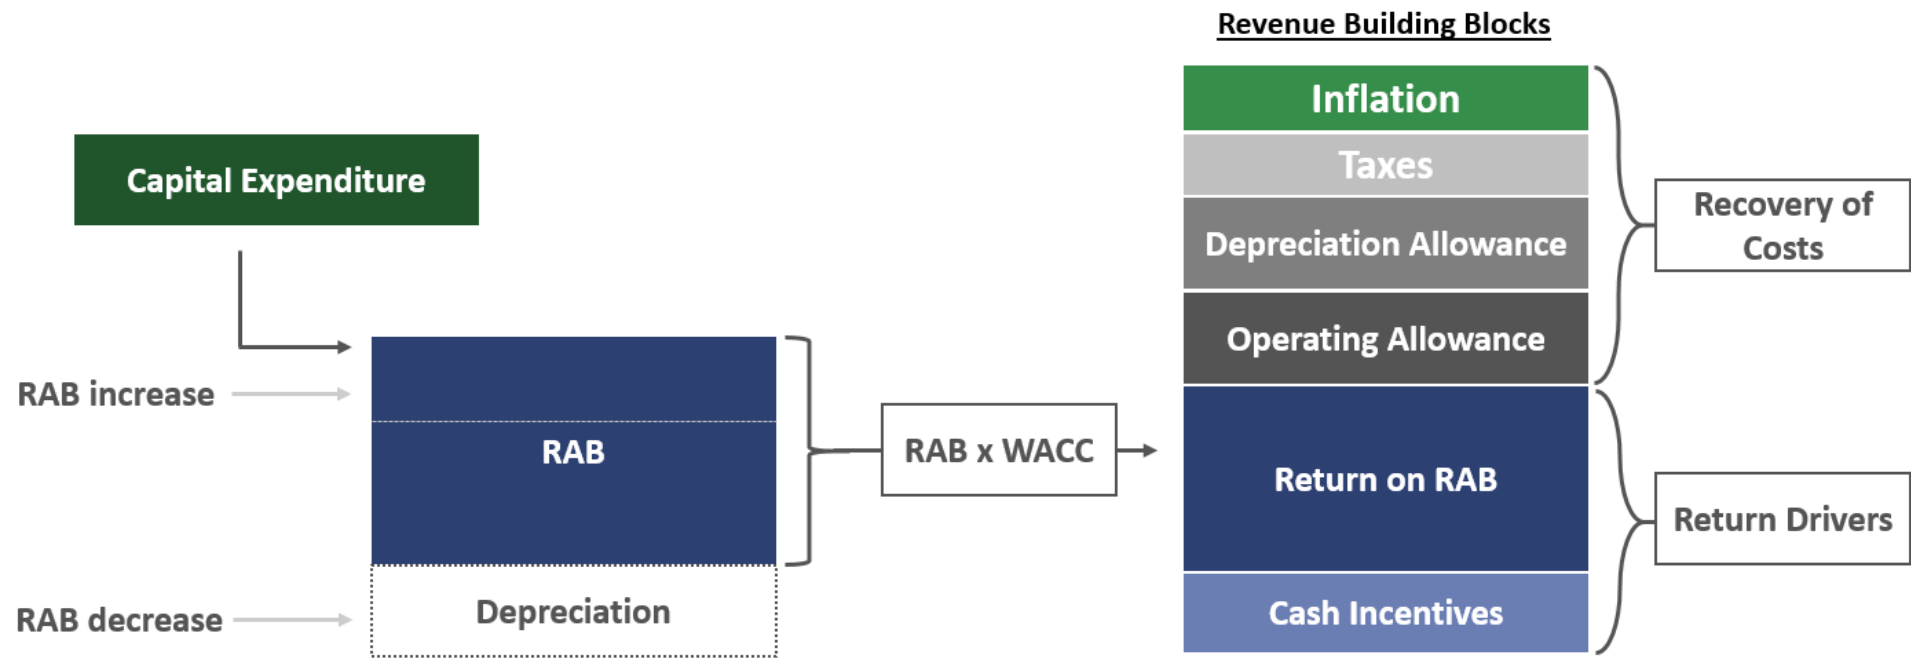 Revenue Building Blocks
Capital Expenditure
RAB increase
RAB
RAB decrease
Depreciation
RAB x WACC
Inflation
Taxes
Depreciation Allowance
Operating Allowance
Return on RAB
Cash Incentives
Recovery of
Costs
Return Drivers